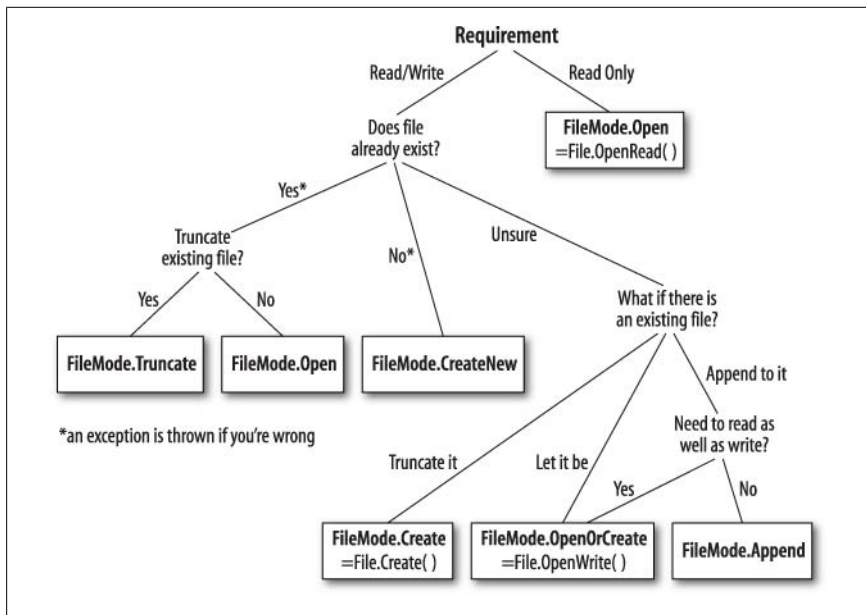 Requirement
Read/Write
Read Only
Does file
already exist?
FileMode.Open
=File.OpenRead( )
Yes*
No*
Unsure
Truncate
existing file?
Yes
No
What if there is
an existing file?
FileMode.Truncate
FileMode.Open
FileMode.CreateNew
Append to it
*an exception is thrown if you're wrong
Need to read as
well as write?
Truncate it
Let it be
Yes
No
FileMode.Create
=File.Create( )
FileMode.OpenOrCreate
=File.OpenWrite( )
FileMode.Append